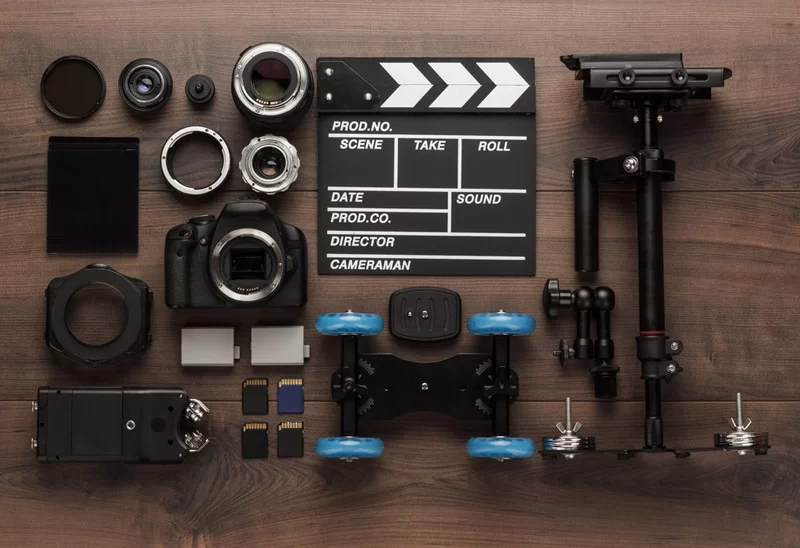 PROD.NO.
SCENE TAKE ROLL
DATE SOUND
PROD.CO.
DIRECTOR
CAMERAMAN